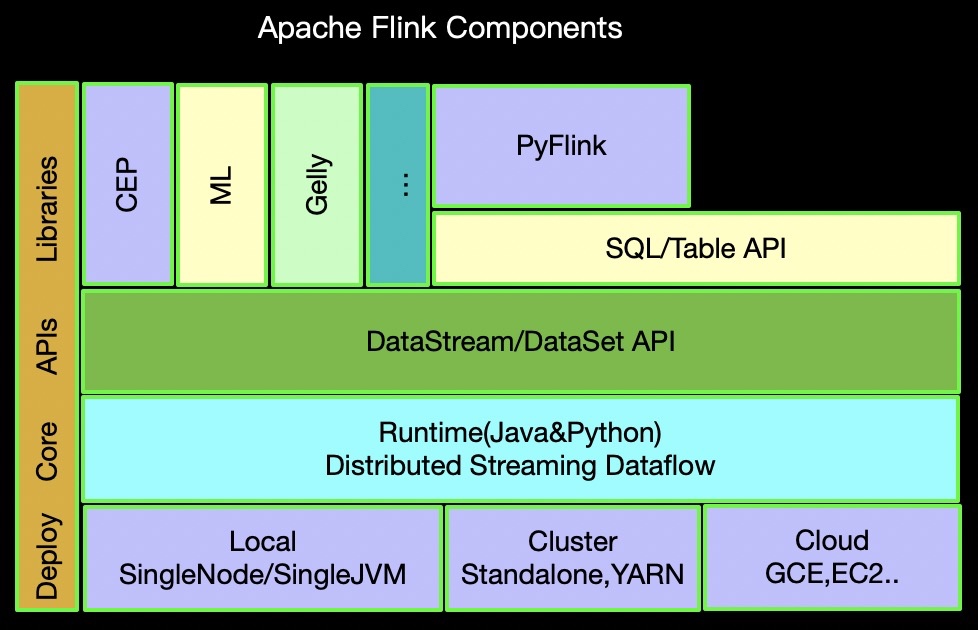 Apache Flink Components
Libraries
CEP
ML
Gelly
...
PyFlink
SQL/Table API
APIs
DataStream/DataSet API
Core
Runtime(Java&Python)
Distributed Streaming Dataflow
Deploy
Local
SingleNode/SingleJVM
Cluster
Standalone,YARN
Cloud
GCE,EC2..